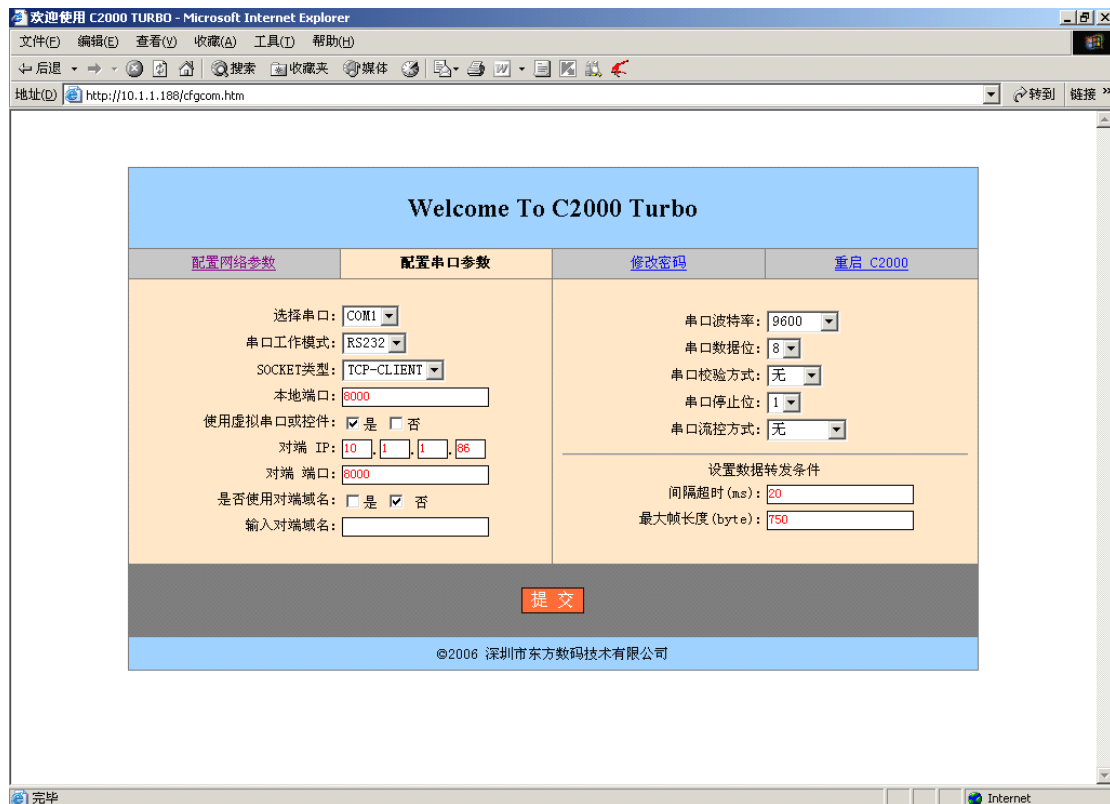 欢迎使用 C2000 TURBO - Microsoft Internet Explorer
文件(F) 编辑(E) 查看(V) 收藏(A) 工具(T) 帮助(H)
后退 搜索 收藏夹 媒体
地址(D) http://10.1.1.188/cfgcom.htm 转到 链接 »
Welcome To C2000 Turbo
配置网络参数 配置串口参数 修改密码 重启 C2000
选择串口: COM1
串口工作模式: RS232
SOCKET类型: TCP-CLIENT
本地端口: 8000
使用虚拟串口或控件: 是 否
对端 IP: 10 . 1 . 1 . 86
对端 端口: 8000
是否使用对端域名: 是 否
输入对端域名:
串口波特率: 9600
串口数据位: 8
串口校验方式: 无
串口停止位: 1
串口流控方式: 无
设置数据转发条件
间隔超时(ms): 20
最大帧长度(byte): 750
提 交
©2006 深圳市东方数码技术有限公司
完毕 Internet